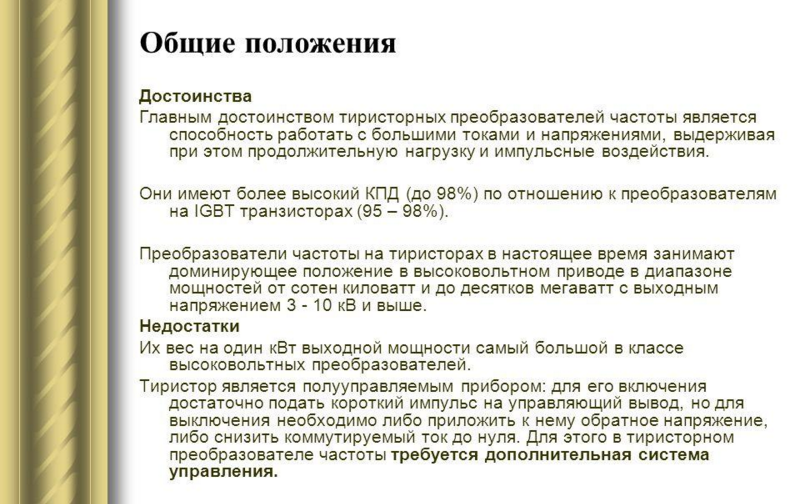 Общие положения
Достоинства
Главным достоинством тиристорных преобразователей частоты является
способность работать с большими токами и напряжениями, выдерживая
при этом продолжительную нагрузку и импульсные воздействия.
Они имеют более высокий КПД (до 98%) по отношению к преобразователям
на IGBT транзисторах (95 – 98%).
Преобразователи частоты на тиристорах в настоящее время занимают
доминирующее положение в высоковольтном приводе в диапазоне
мощностей от сотен киловатт и до десятков мегаватт с выходным
напряжением 3 - 10 кВ и выше.
Недостатки
Их вес на один кВт выходной мощности самый большой в классе
высоковольтных преобразователей.
Тиристор является полууправляемым прибором: для его включения
достаточно подать короткий импульс на управляющий вывод, но для
выключения необходимо либо приложить к нему обратное напряжение,
либо снизить коммутируемый ток до нуля. Для этого в тиристорном
преобразователе частоты требуется дополнительная система
управления.